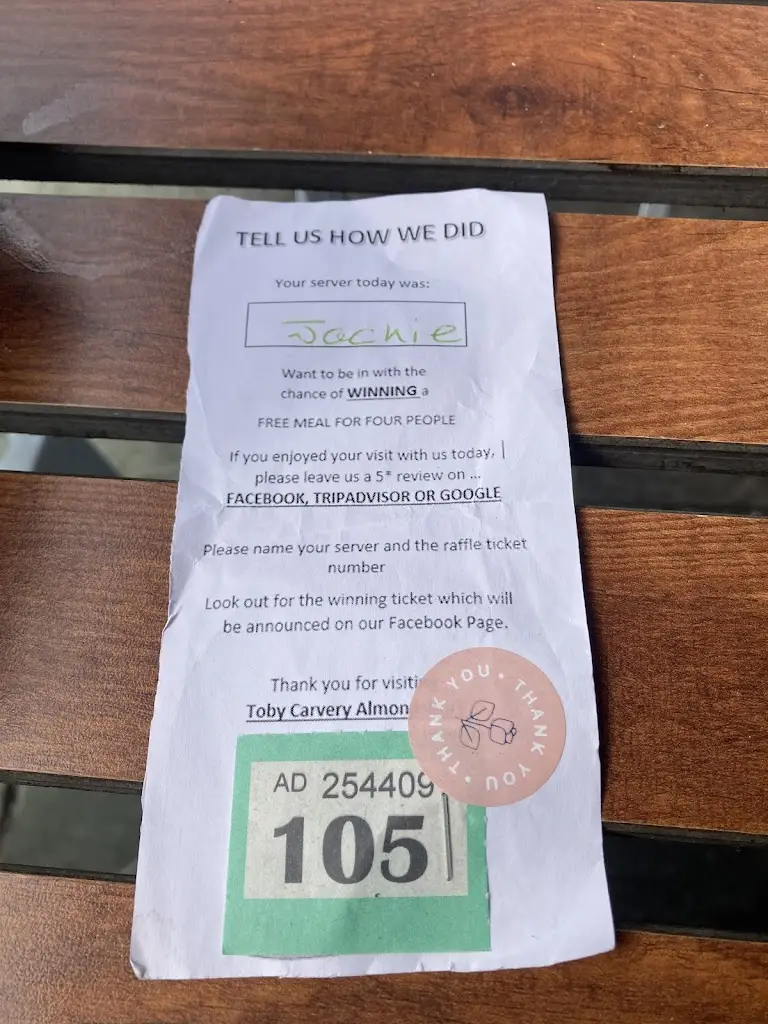 TELL US HOW WE DID
Your server today was:
Jackie
Want to be in with the
chance of WINNING a
FREE MEAL FOR FOUR PEOPLE
If you enjoyed your visit with us today,
please leave us a 5* review on ...
FACEBOOK, TRIPADVISOR OR GOOGLE
Please name your server and the raffle ticket
number
Look out for the winning ticket which will
be announced on our Facebook Page.
Thank you for visiti
Toby Carvery Almon
THANK YOU • THANK YOU •
AD 254409
105